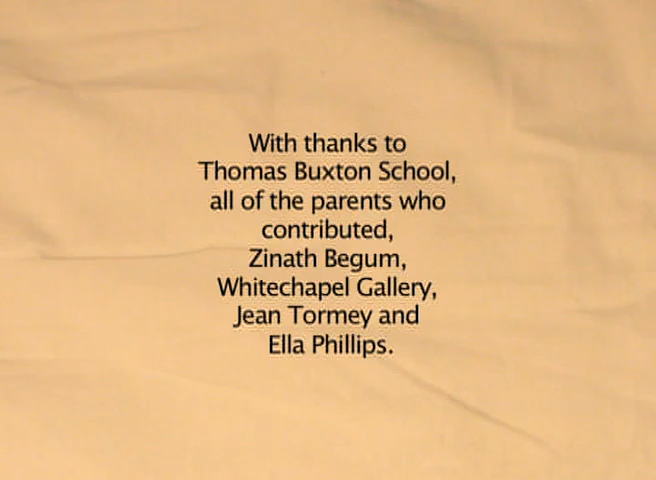 With thanks to
Thomas Buxton School,
all of the parents who
contributed,
Zinath Begum,
Whitechapel Gallery,
Jean Tormey and
Ella Phillips.